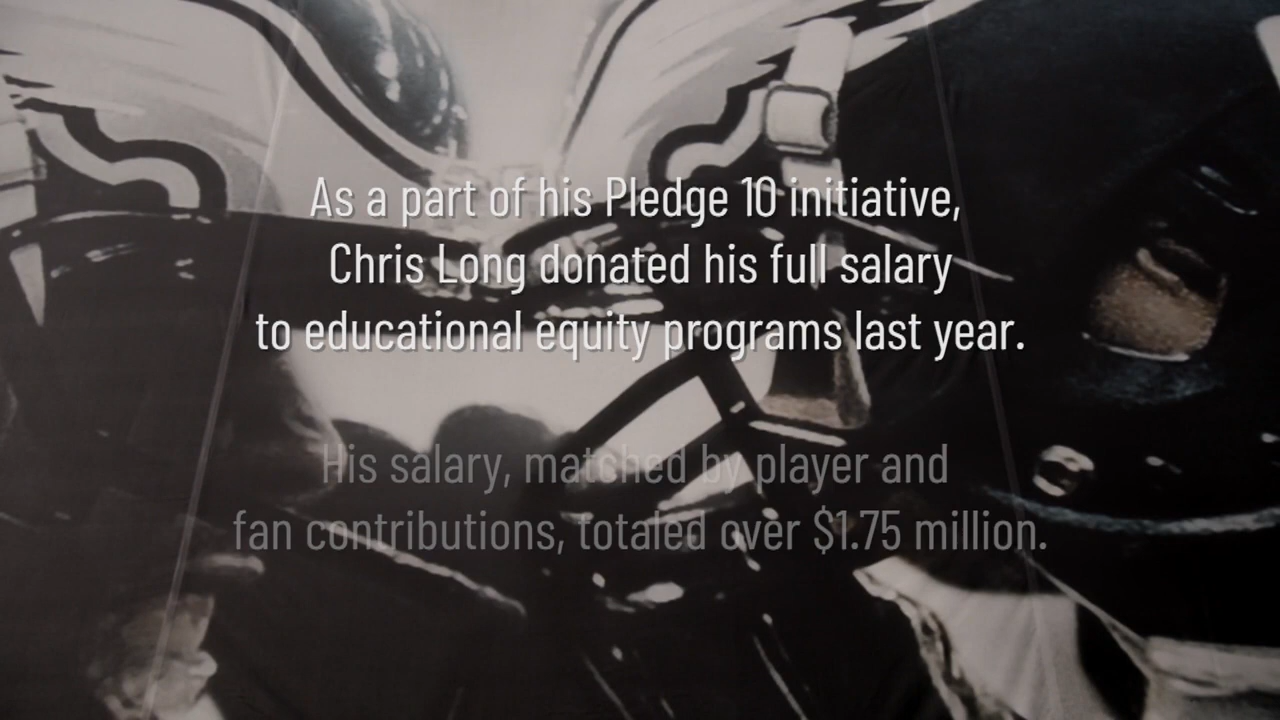 As a part of his Pledge 10 initiative,
Chris Long donated his full salary
to educational equity programs last year.
His salary, matched by player and
fan contributions, totaled over $1.75 million.